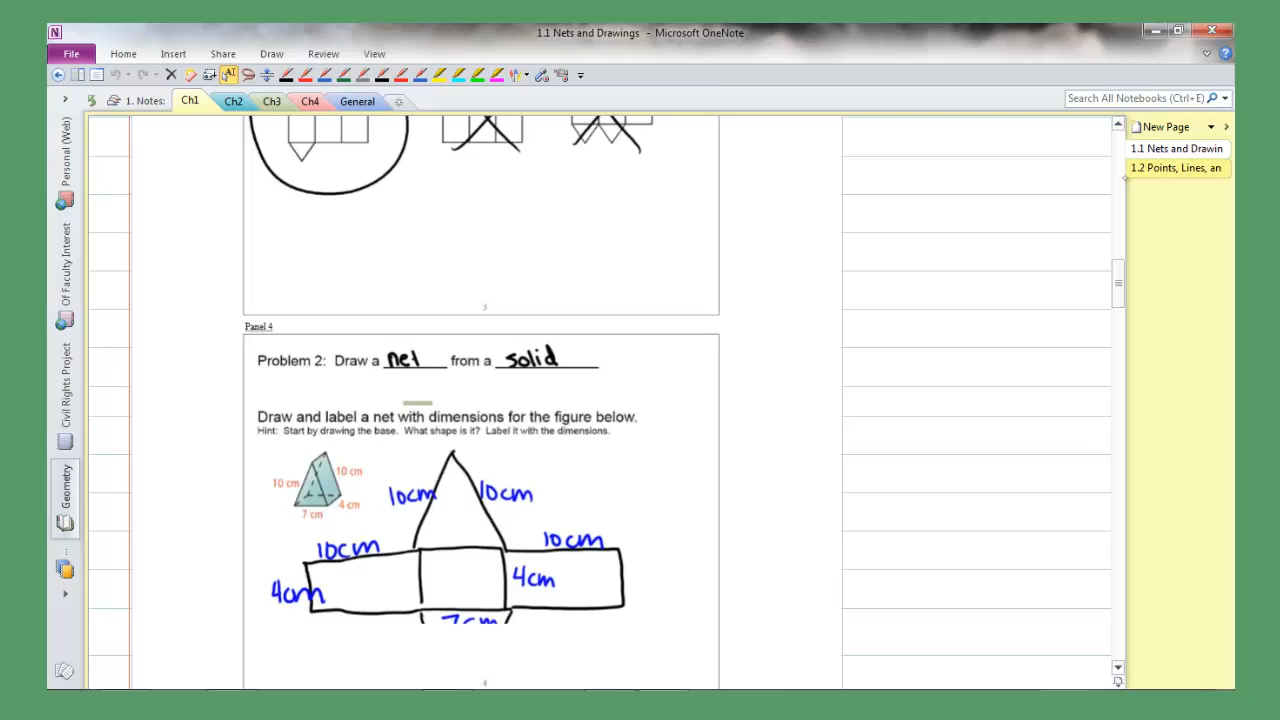 1.1 Nets and Drawings - Microsoft OneNote
File Home Insert Share Draw Review View
1. Notes: Ch1 Ch2 Ch3 Ch4 General
Search All Notebooks (Ctrl+E)
New Page
1.1 Nets and Drawin
1.2 Points, Lines, an
Personal (Web)
Of Faculty Interest
Civil Rights Project
Geometry
3
Panel 4
Problem 2: Draw a net from a solid
Draw and label a net with dimensions for the figure below.
Hint: Start by drawing the base. What shape is it? Label it with the dimensions.
10 cm
10 cm
4 cm
7 cm
10cm
10cm
10cm
10cm
4cm
4cm
7cm
4